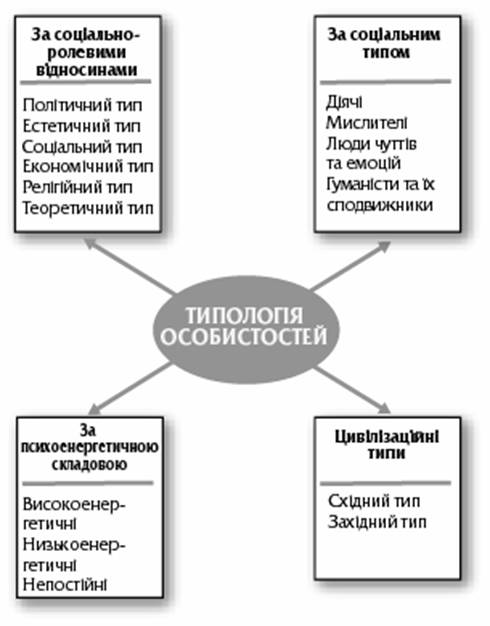 За соціально-
ролевими
відносинами
Політичний тип
Естетичний тип
Соціальний тип
Економічний тип
Релігійний тип
Теоретичний тип
За соціальним
типом
Діячі
Мислителі
Люди чуттів
та емоцій
Гуманісти та їх
сподвижники
ТИПОЛОГІЯ
ОСОБИСТОСТЕЙ
За
психоенергетичною
складовою
Високоенер-
гетичні
Низькоенер-
гетичні
Непостійні
Цивілізаційні
типи
Східний тип
Західний тип